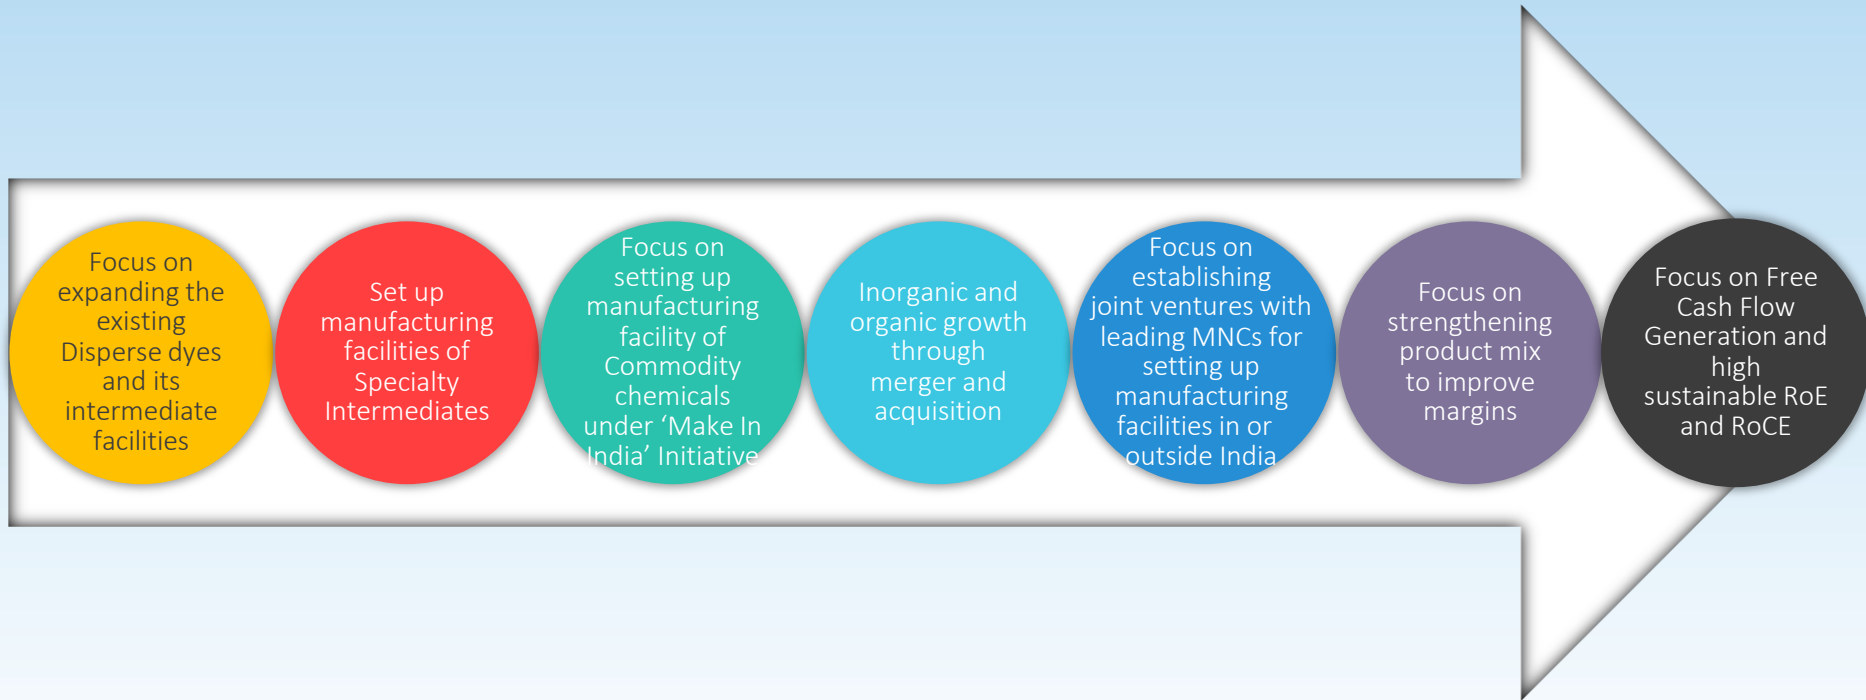 Focus on
expanding the
existing
Disperse dyes
and its
intermediate
facilities
Set up
manufacturing
facilities of
Specialty
Intermediates
Focus on
setting up
manufacturing
facility of
Commodity
chemicals
under ‘Make In
India’ Initiative
Inorganic and
organic growth
through
merger and
acquisition
Focus on
establishing
joint ventures with
leading MNCs for
setting up
manufacturing
facilities in or
outside India
Focus on
strengthening
product mix
to improve
margins
Focus on Free
Cash Flow
Generation and
high
sustainable RoE
and RoCE